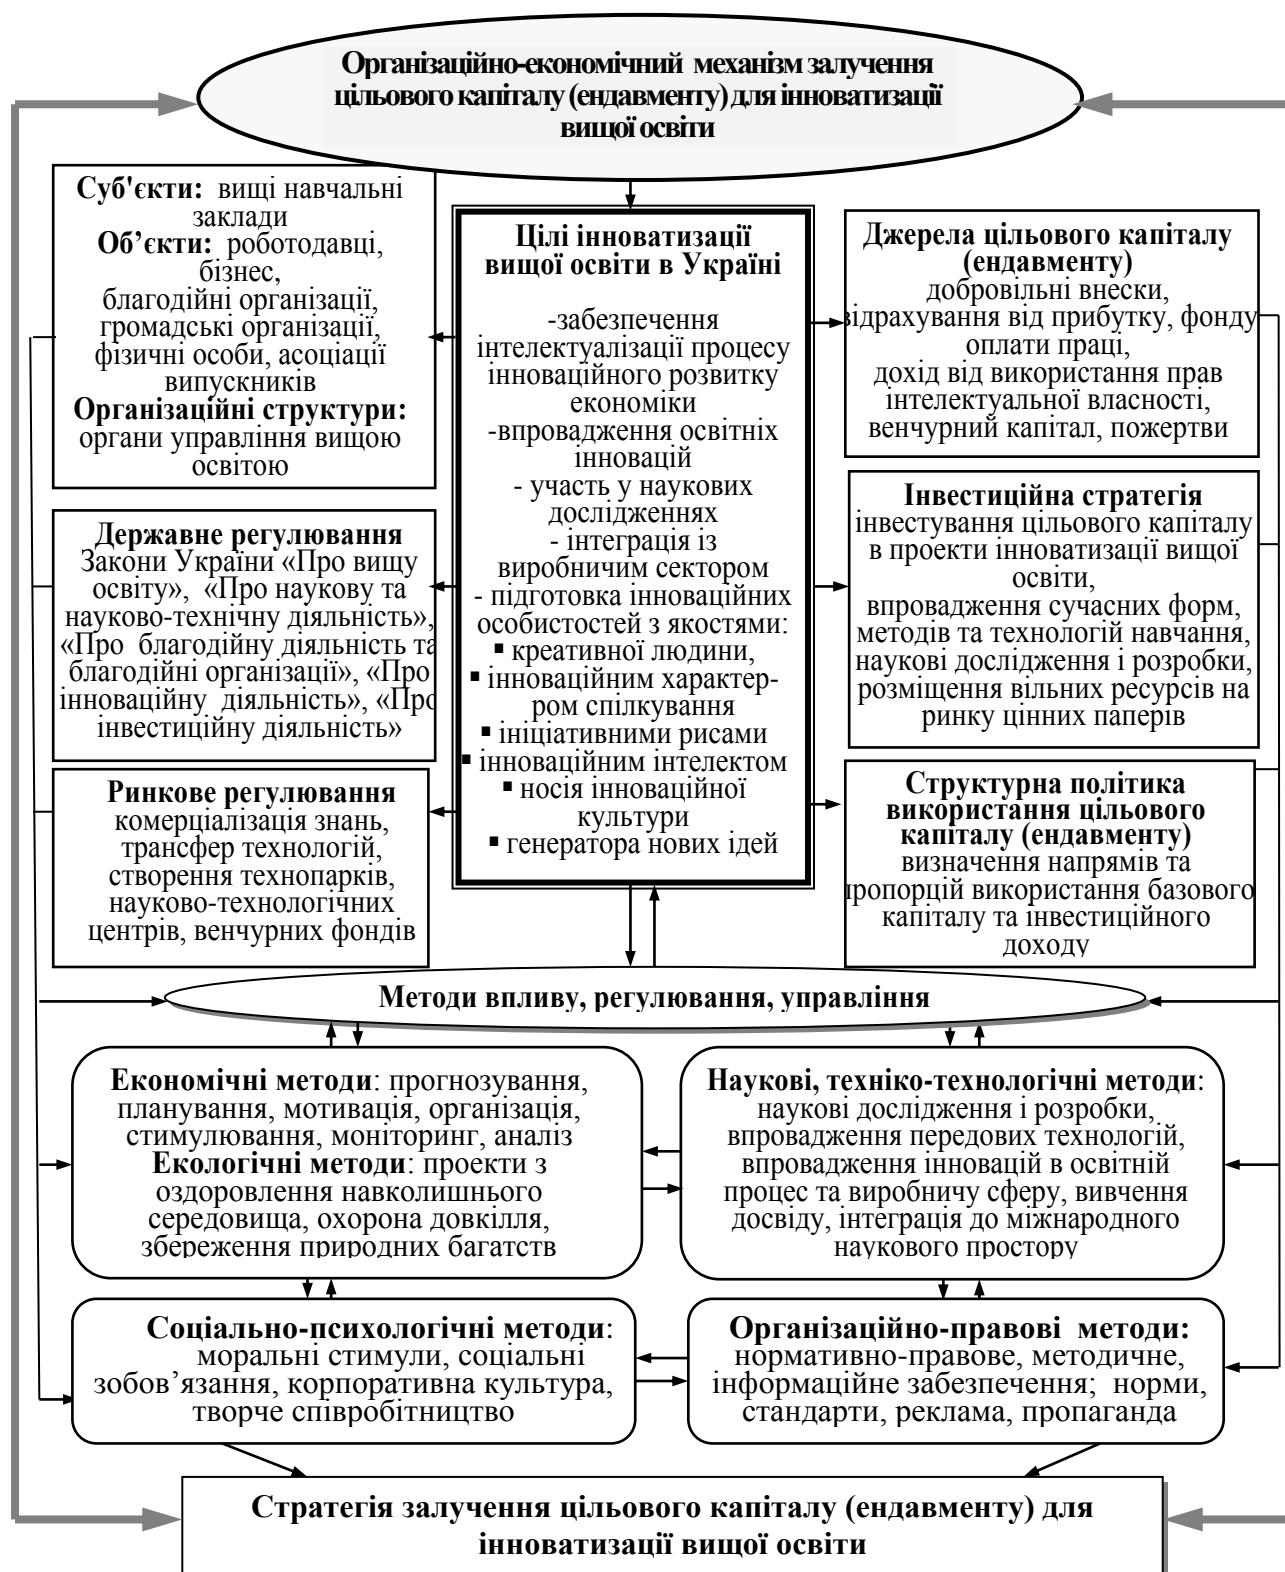 Організаційно-економічний механізм залучення
цільового капіталу (ендавменту) для інноватизації
вищої освіти
Суб'єкти: вищі навчальні
заклади
Об’єкти: роботодавці,
бізнес,
благодійні організації,
громадські організації,
фізичні особи, асоціації
випускників
Організаційні структури:
органи управління вищою
освітою
Державне регулювання
Закони України «Про вищу
освіту», «Про наукову та
науково-технічну діяльність»,
«Про благодійну діяльність та
благодійні організації», «Про
інноваційну діяльність», «Про
інвестиційну діяльність»
Ринкове регулювання
комерціалізація знань,
трансфер технологій,
створення технопарків,
науково-технологічних
центрів, венчурних фондів
Цілі інноватизації
вищої освіти в Україні
-забезпечення
інтелектуалізації процесу
інноваційного розвитку
економіки
-впровадження освітніх
інновацій
- участь у наукових
дослідженнях
- інтеграція із
виробничим сектором
- підготовка інноваційних
особистостей з якостями:
▪ креативної людини,
▪ інноваційним характе-
ром спілкування
▪ ініціативними рисами
▪ інноваційним інтелектом
▪ носія інноваційної
культури
▪ генератора нових ідей
Джерела цільового капіталу
(ендавменту)
добровільні внески,
відрахування від прибутку, фонду
оплати праці,
дохід від використання прав
інтелектуальної власності,
венчурний капітал, пожертви
Інвестиційна стратегія
інвестування цільового капіталу
в проекти інноватизації вищої
освіти,
впровадження сучасних форм,
методів та технологій навчання,
наукові дослідження і розробки,
розміщення вільних ресурсів на
ринку цінних паперів
Структурна політика
використання цільового
капіталу (ендавменту)
визначення напрямів та
пропорцій використання базового
капіталу та інвестиційного
доходу
Методи впливу, регулювання, управління
Економічні методи: прогнозування,
планування, мотивація, організація,
стимулювання, моніторинг, аналіз
Екологічні методи: проекти з
оздоровлення навколишнього
середовища, охорона довкілля,
збереження природних багатств
Наукові, техніко-технологічні методи:
наукові дослідження і розробки,
впровадження передових технологій,
впровадження інновацій в освітній
процес та виробничу сферу, вивчення
досвіду, інтеграція до міжнародного
наукового простору
Соціально-психологічні методи:
моральні стимули, соціальні
зобов’язання, корпоративна культура,
творче співробітництво
Організаційно-правові методи:
нормативно-правове, методичне,
інформаційне забезпечення; норми,
стандарти, реклама, пропаганда
Стратегія залучення цільового капіталу (ендавменту) для
інноватизації вищої освіти